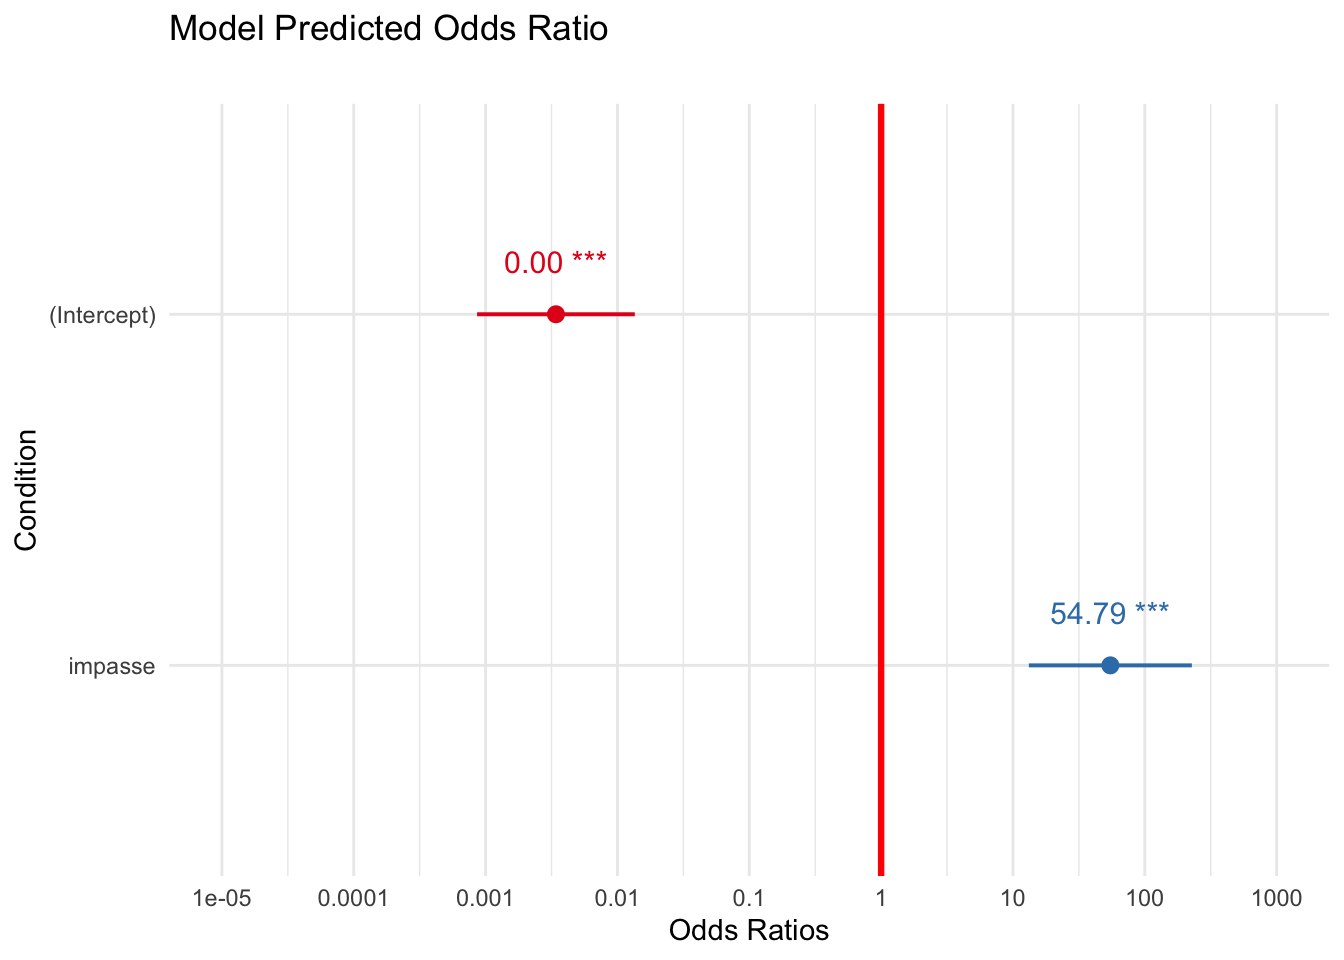 Model Predicted Odds Ratio
0.00 ***
(Intercept)
Condition
54.79 ***
impasse
1e-05 0.0001 0.001 0.01 0.1 1 10 100 1000
Odds Ratios